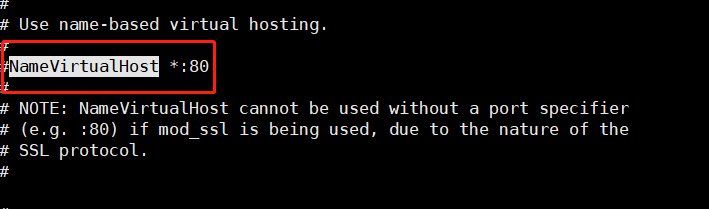 #
# Use name-based virtual hosting.
#
#NameVirtualHost *:80
#
# NOTE: NameVirtualHost cannot be used without a port specifier
# (e.g. :80) if mod_ssl is being used, due to the nature of the
# SSL protocol.
#